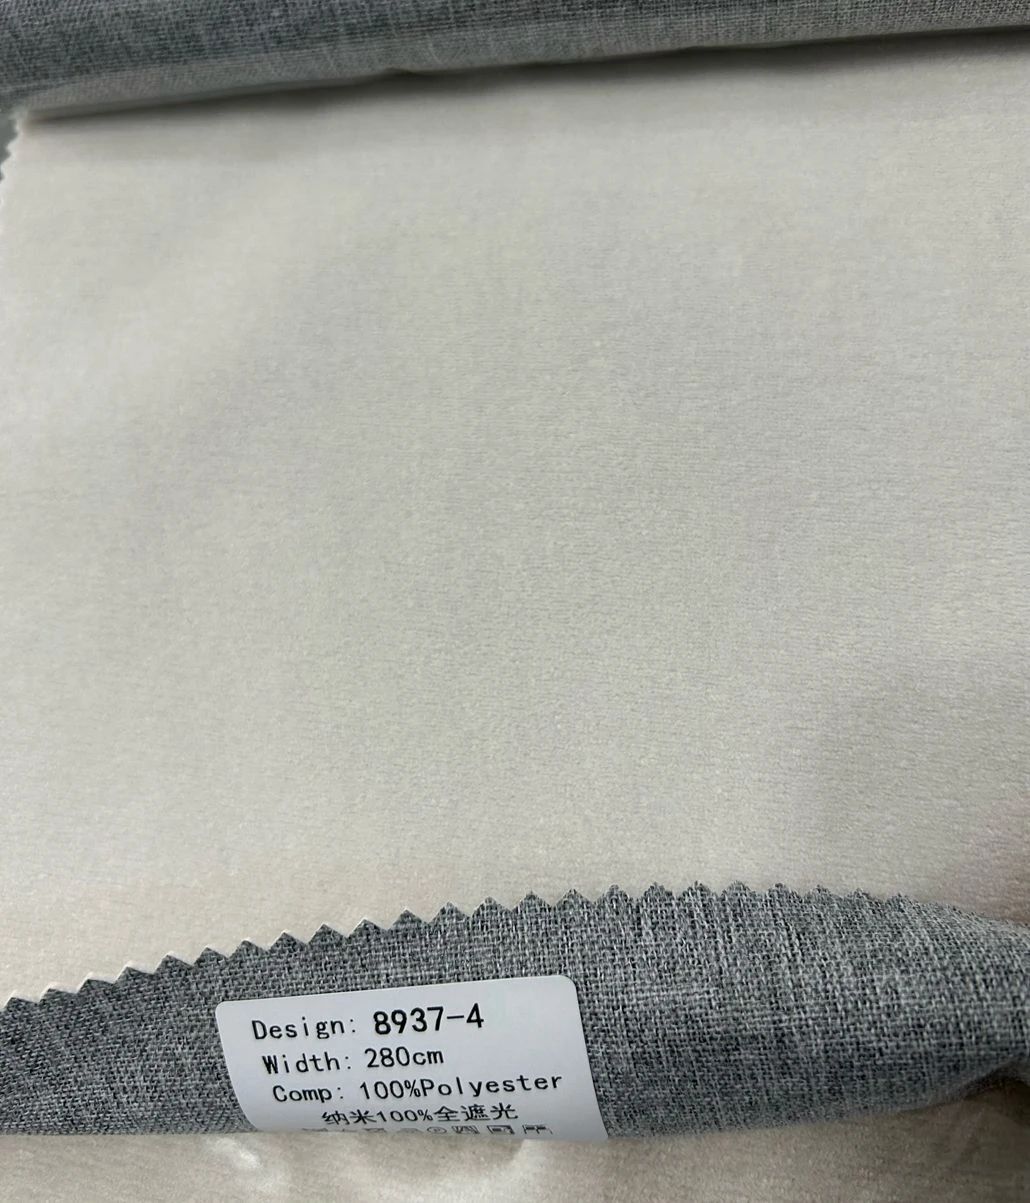 Design: 8937-4
Width: 280cm
Comp: 100%Polyester
纳米100%全遮光